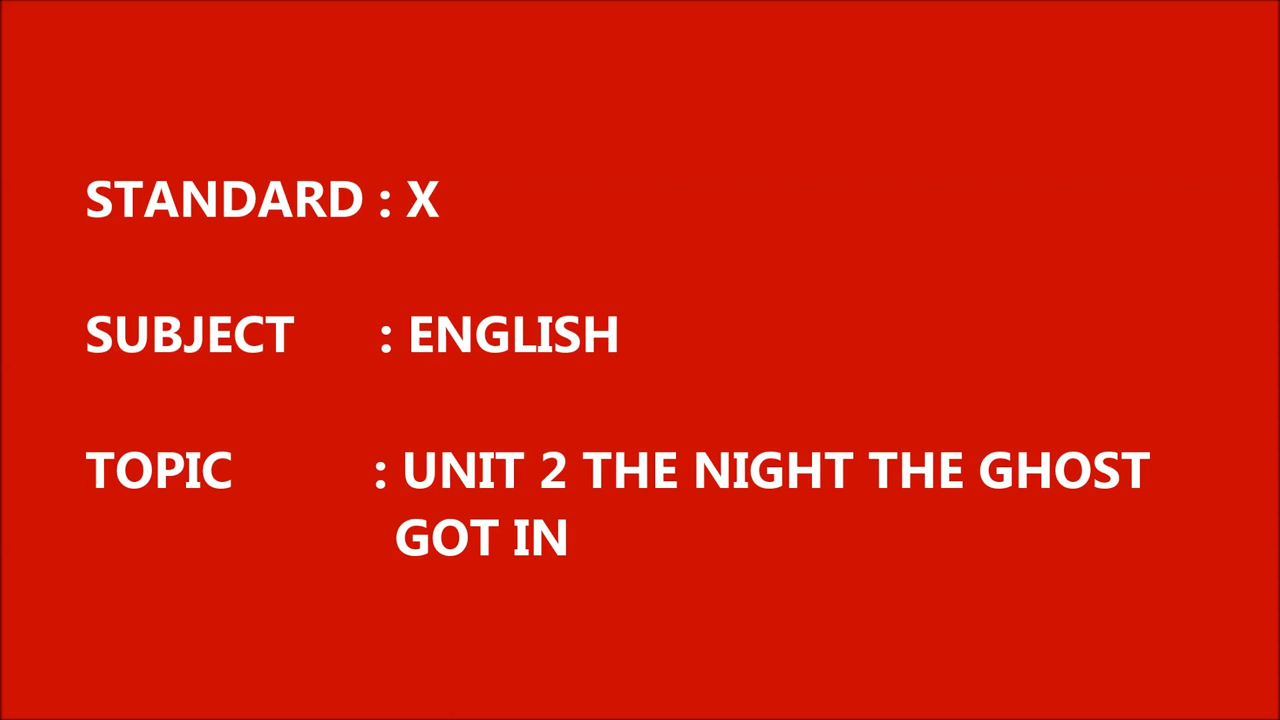 STANDARD : X
SUBJECT : ENGLISH
TOPIC : UNIT 2 THE NIGHT THE GHOST
GOT IN